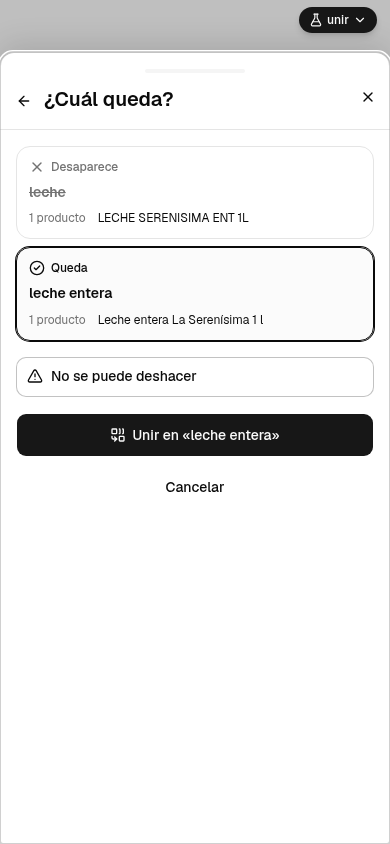 unir
¿Cuál queda?
Desaparece
leche
1 producto LECHE SERENISIMA ENT 1L
Queda
leche entera
1 producto Leche entera La Serenísima 1 l
No se puede deshacer
Unir en «leche entera»
Cancelar